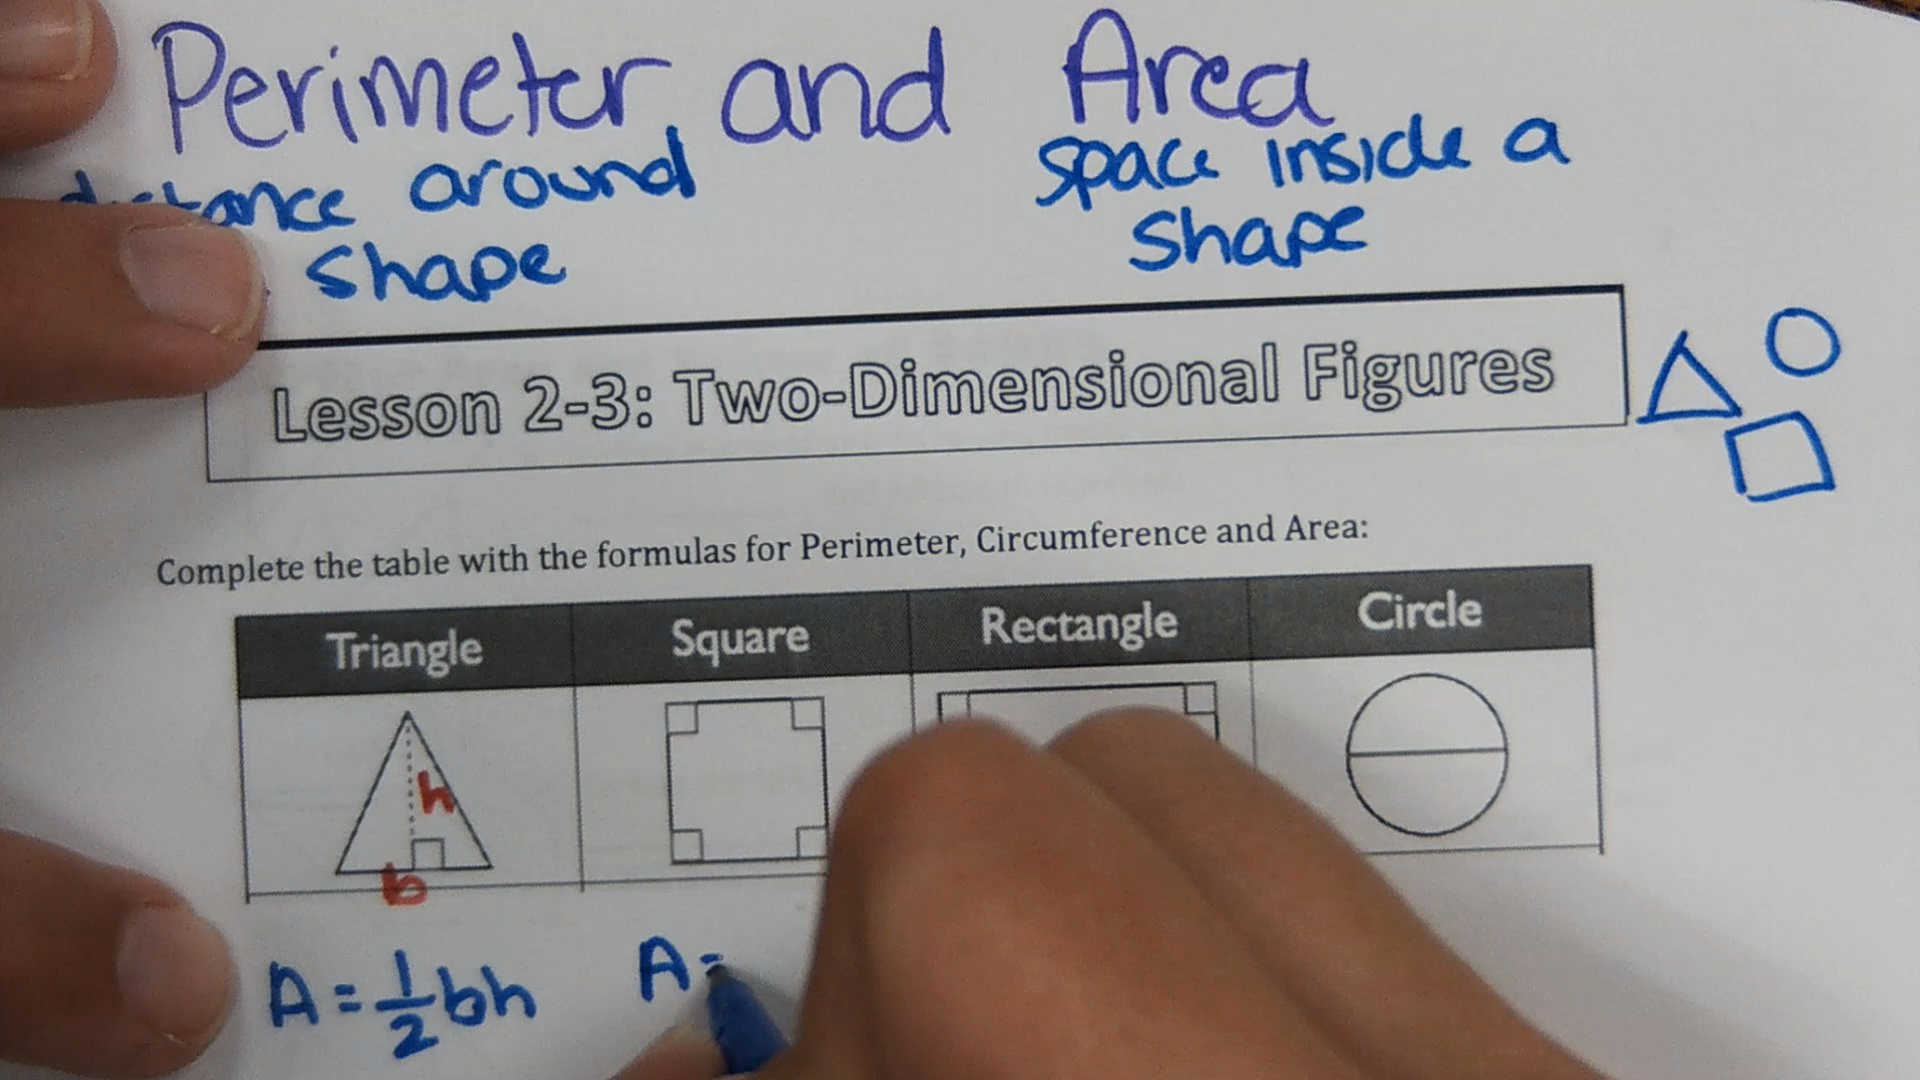 Perimeter and Area
distance around
shape
space inside a
shape
Lesson 2-3: Two-Dimensional Figures
Complete the table with the formulas for Perimeter, Circumference and Area:
Triangle Square Rectangle Circle
h
b
A = 1/2 bh
A =